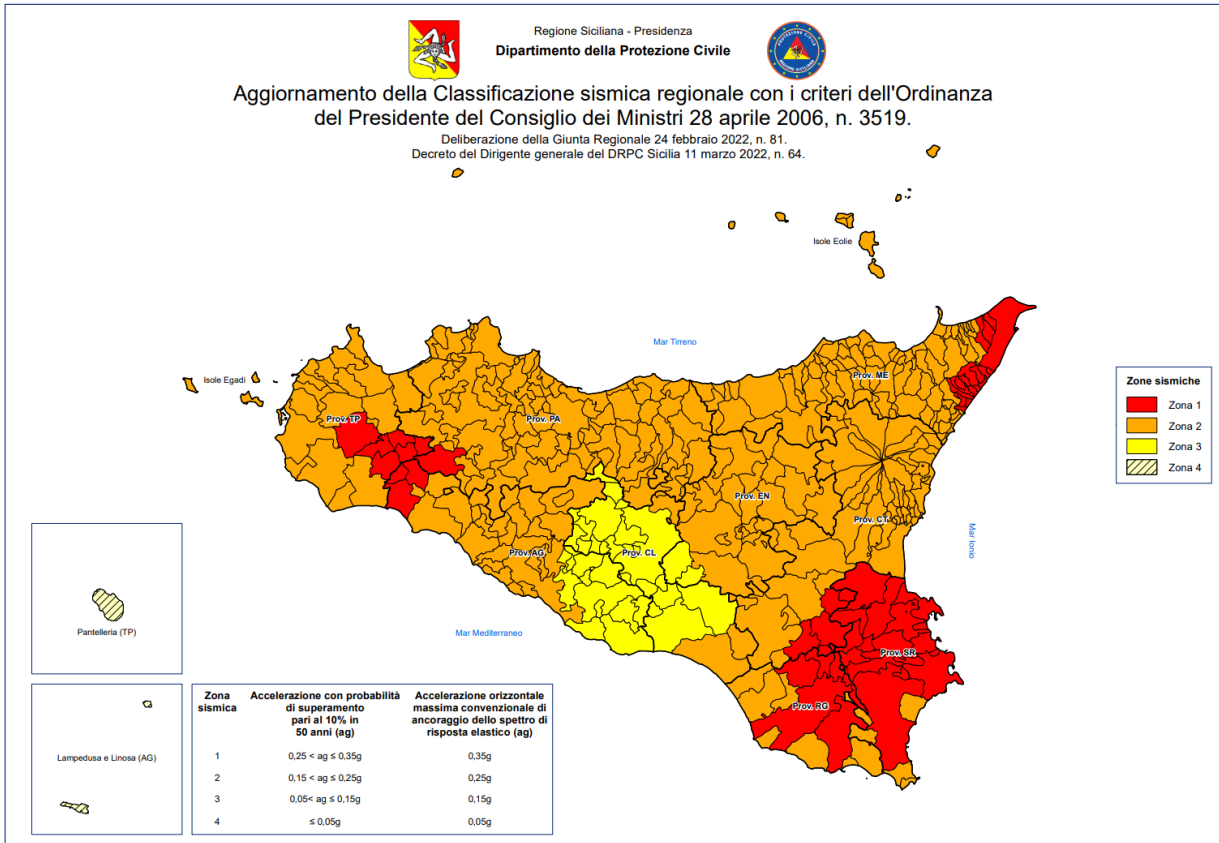 Regione Siciliana - Presidenza
Dipartimento della Protezione Civile
Aggiornamento della Classificazione sismica regionale con i criteri dell'Ordinanza
del Presidente del Consiglio dei Ministri 28 aprile 2006, n. 3519.
Deliberazione della Giunta Regionale 24 febbraio 2022, n. 81.
Decreto del Dirigente generale del DRPC Sicilia 11 marzo 2022, n. 64.
Isole Eolie
Mar Tirreno
Isole Egadi
Prov. ME
Prov. TP
Prov. PA
Prov. EN
Prov. CT
Prov. AG
Prov. CL
Mar Ionio
Mar Mediterraneo
Prov. SR
Prov. RG
Zone sismiche
Zona 1
Zona 2
Zona 3
Zona 4
Pantelleria (TP)
Lampedusa e Linosa (AG)
Zona sismica
Accelerazione con probabilità di superamento pari al 10% in 50 anni (ag)
Accelerazione orizzontale massima convenzionale di ancoraggio dello spettro di risposta elastico (ag)
1 0,25 < ag ≤ 0,35g 0,35g
2 0,15 < ag ≤ 0,25g 0,25g
3 0,05< ag ≤ 0,15g 0,15g
4 ≤ 0,05g 0,05g